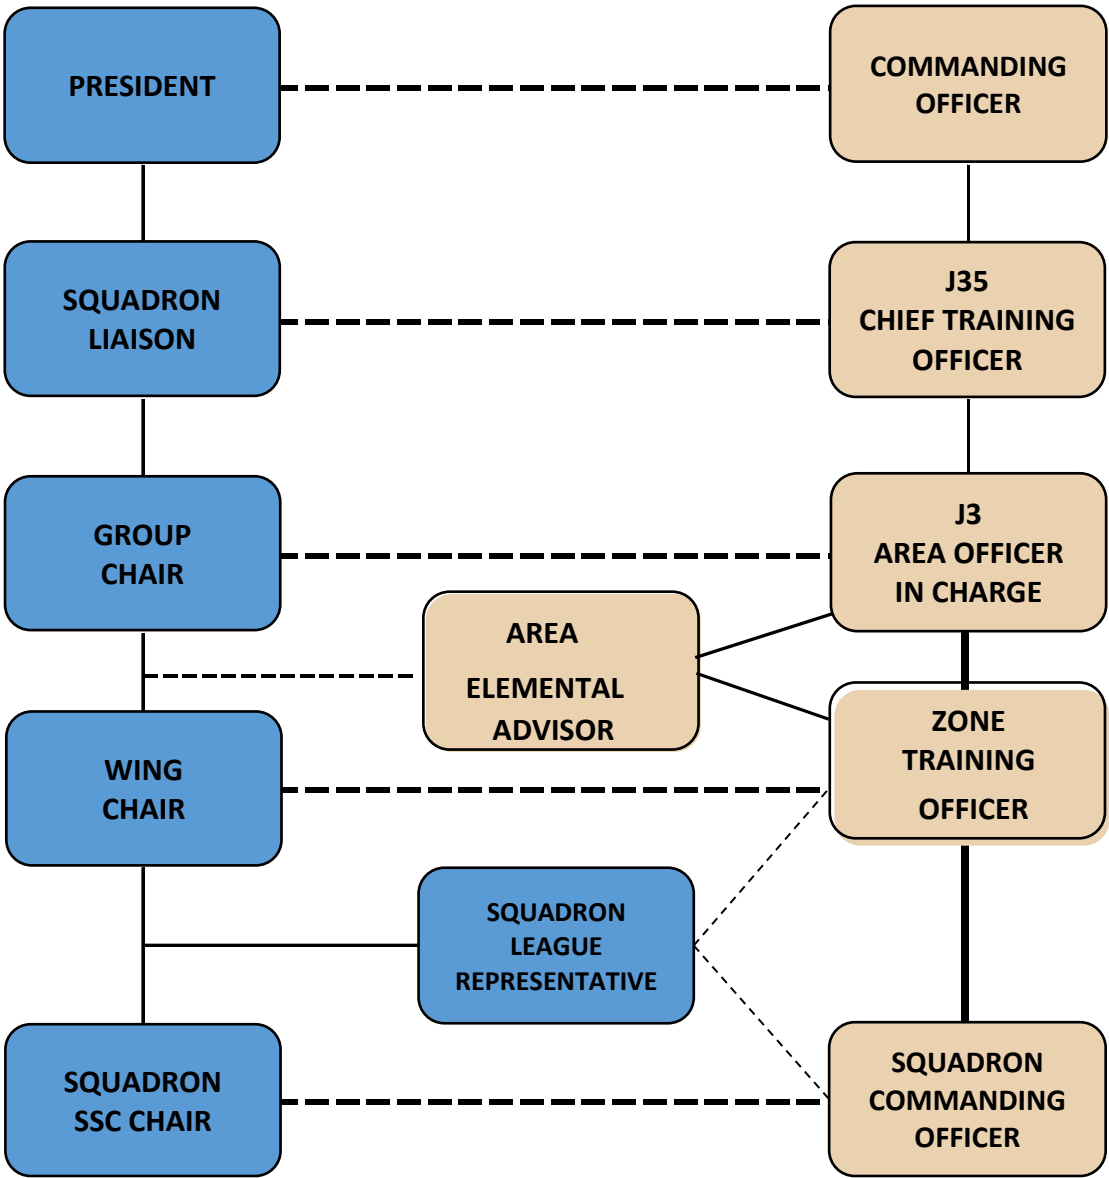 PRESIDENT
COMMANDING
OFFICER
SQUADRON
LIAISON
J35
CHIEF TRAINING
OFFICER
GROUP
CHAIR
J3
AREA OFFICER
IN CHARGE
AREA
ELEMENTAL
ADVISOR
WING
CHAIR
ZONE
TRAINING
OFFICER
SQUADRON
LEAGUE
REPRESENTATIVE
SQUADRON
SSC CHAIR
SQUADRON
COMMANDING
OFFICER